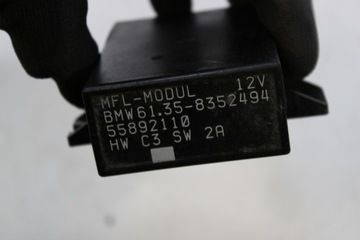 MFL-MODUL 12V
BMW61.35-8352494
55892110
HW C3 SW 2A